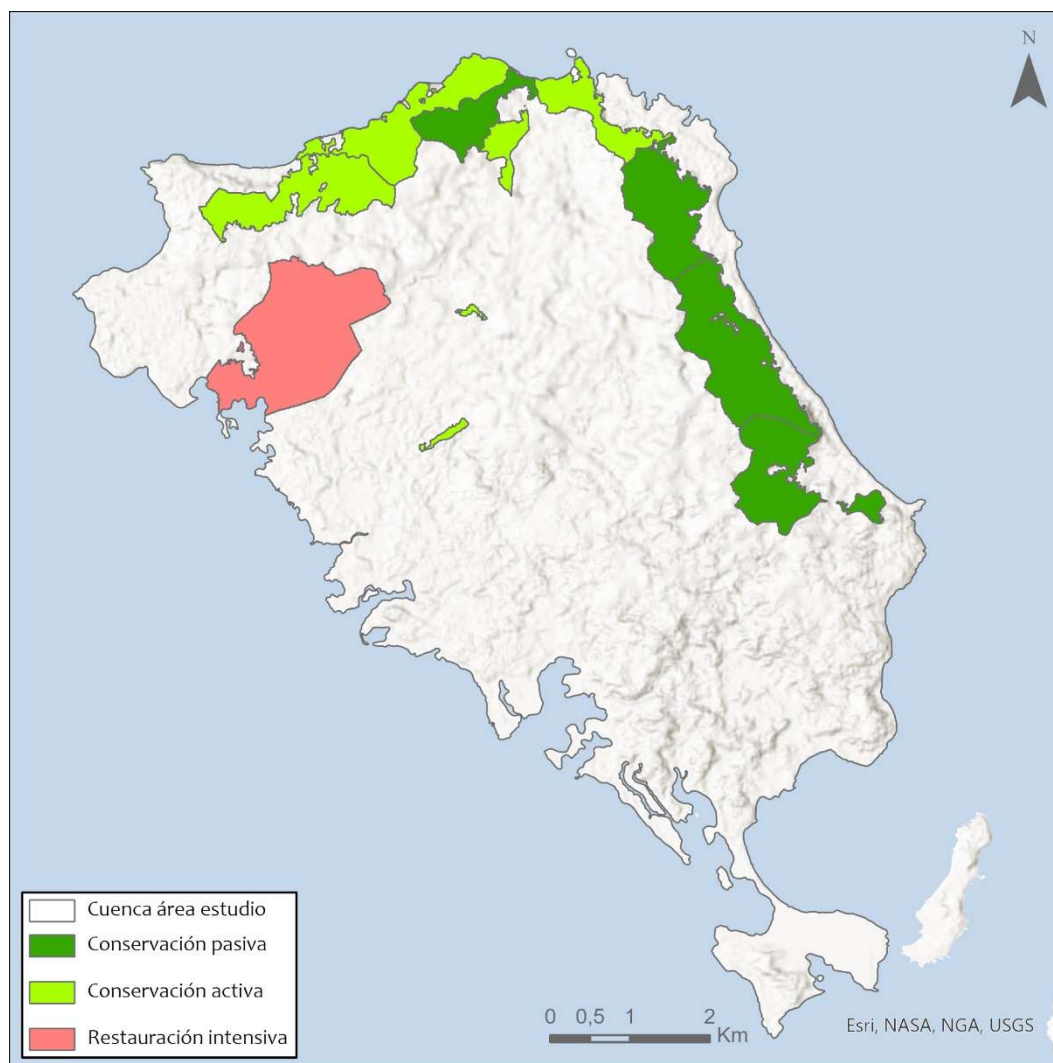 N
Cuenca área estudio
Conservación pasiva
Conservación activa
Restauración intensiva
0 0,5 1 2
Km
Esri, NASA, NGA, USGS